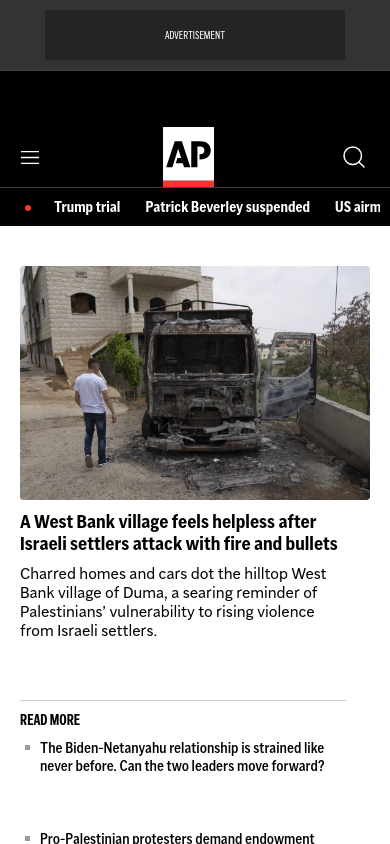 ADVERTISEMENT
AP
Trump trial
Patrick Beverley suspended
US airm
A West Bank village feels helpless after
Israeli settlers attack with fire and bullets
Charred homes and cars dot the hilltop West
Bank village of Duma, a searing reminder of
Palestinians’ vulnerability to rising violence
from Israeli settlers.
READ MORE
The Biden-Netanyahu relationship is strained like
never before. Can the two leaders move forward?
Pro-Palestinian protesters demand endowment